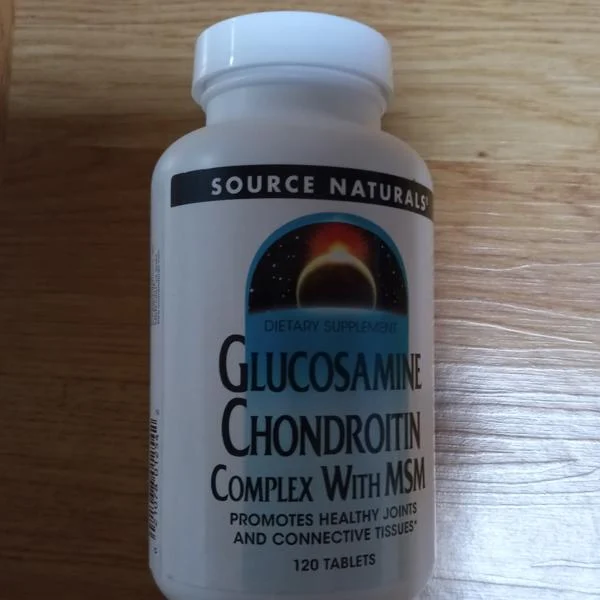 SOURCE NATURALS®
DIETARY SUPPLEMENT
GLUCOSAMINE
CHONDROITIN
COMPLEX WITH MSM
PROMOTES HEALTHY JOINTS
AND CONNECTIVE TISSUES*
120 TABLETS